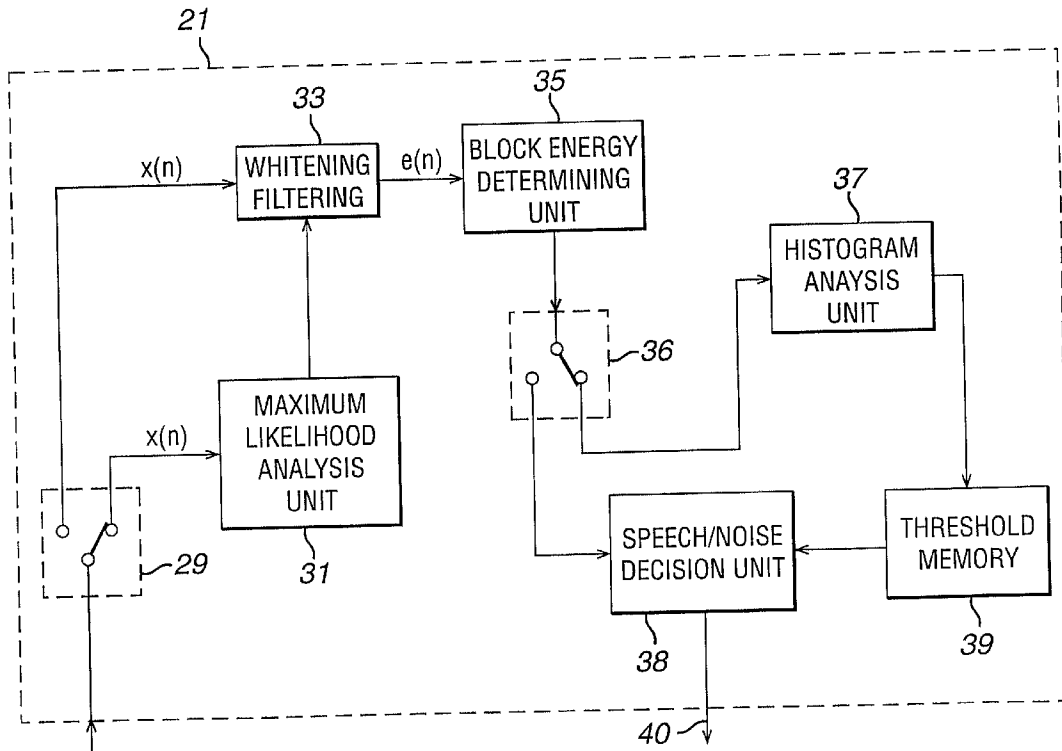 21
33
35
x(n)
WHITENING
FILTERING
e(n)
BLOCK ENERGY
DETERMINING
UNIT
37
HISTOGRAM
ANAYSIS
UNIT
36
x(n)
MAXIMUM
LIKELIHOOD
ANALYSIS
UNIT
29
31
SPEECH/NOISE
DECISION UNIT
THRESHOLD
MEMORY
38
39
40